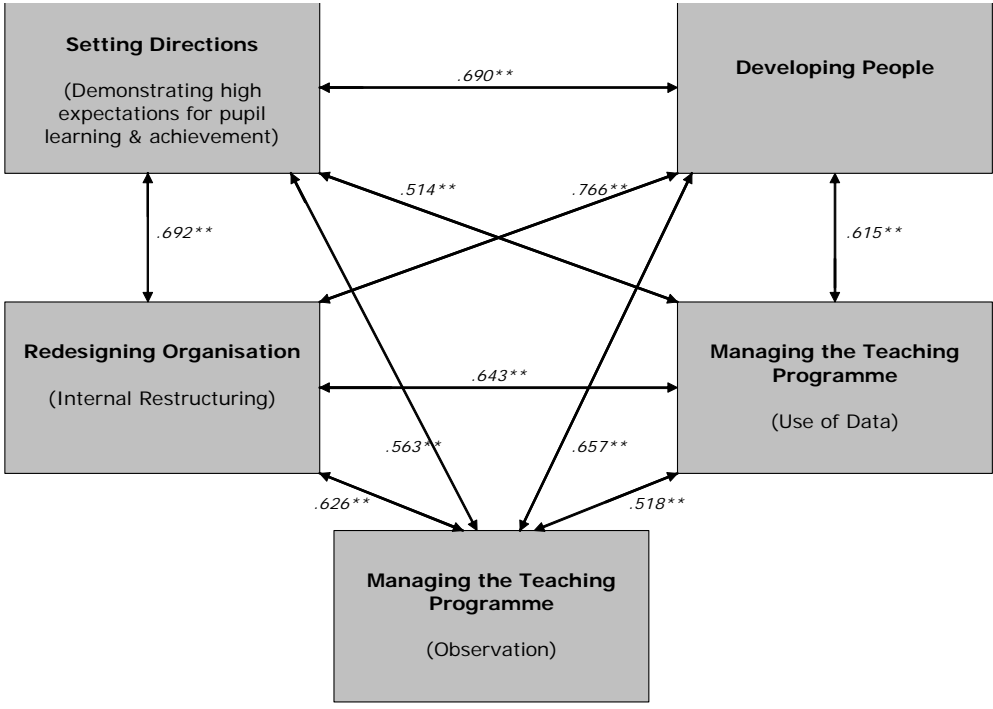 Setting Directions
(Demonstrating high
expectations for pupil
learning & achievement)
.690**
Developing People
.514**
.766**
.692**
.615**
Redesigning Organisation
(Internal Restructuring)
.643**
Managing the Teaching
Programme
(Use of Data)
.563**
.657**
.626**
.518**
Managing the Teaching
Programme
(Observation)